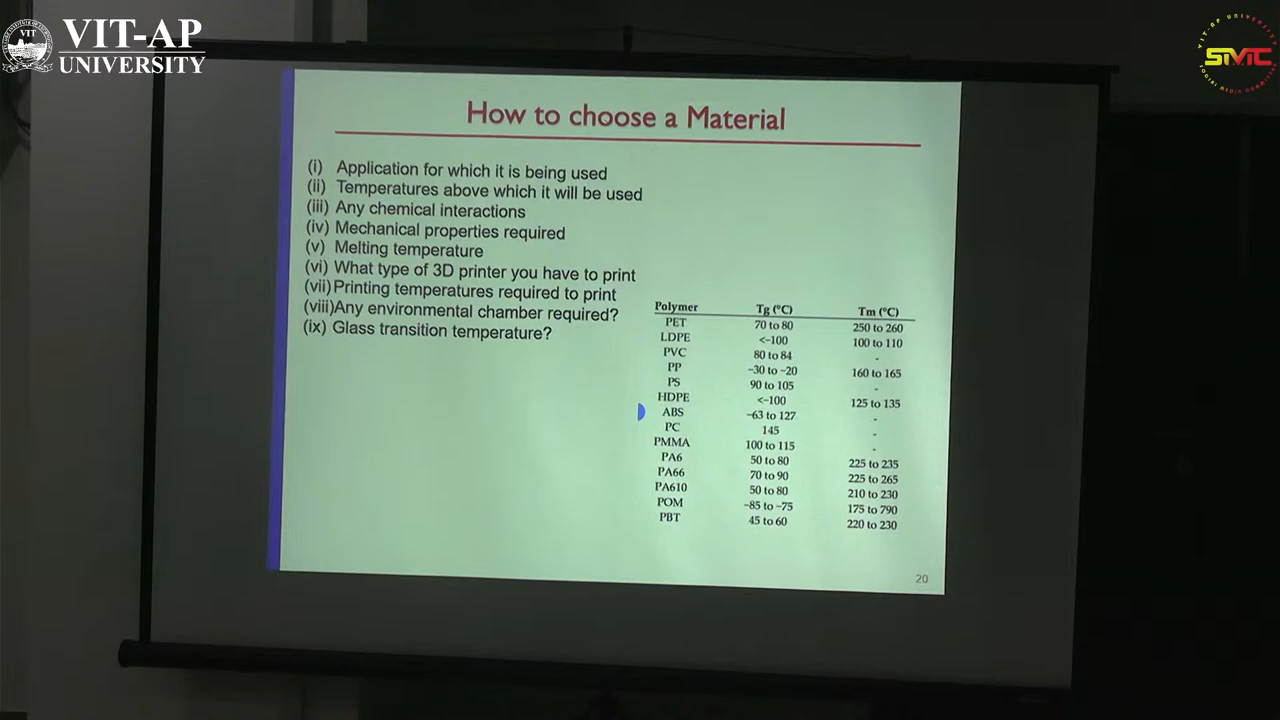 VIT-AP
UNIVERSITY
VIT
SMC
VIT-AP UNIVERSITY
SOCIAL MEDIA COMMITTEE
How to choose a Material
(i) Application for which it is being used
(ii) Temperatures above which it will be used
(iii) Any chemical interactions
(iv) Mechanical properties required
(v) Melting temperature
(vi) What type of 3D printer you have to print
(vii) Printing temperatures required to print
(viii)Any environmental chamber required?
(ix) Glass transition temperature?
Polymer Tg (°C) Tm (°C)
PET 70 to 80 250 to 260
LDPE <-100 100 to 110
PVC 80 to 84 -
PP −30 to −20 160 to 165
PS 90 to 105 -
HDPE <-100 125 to 135
ABS −63 to 127 -
PC 145 -
PMMA 100 to 115 -
PA6 50 to 80 225 to 235
PA66 70 to 90 225 to 265
PA610 50 to 80 210 to 230
POM −85 to −75 175 to 790
PBT 45 to 60 220 to 230
20